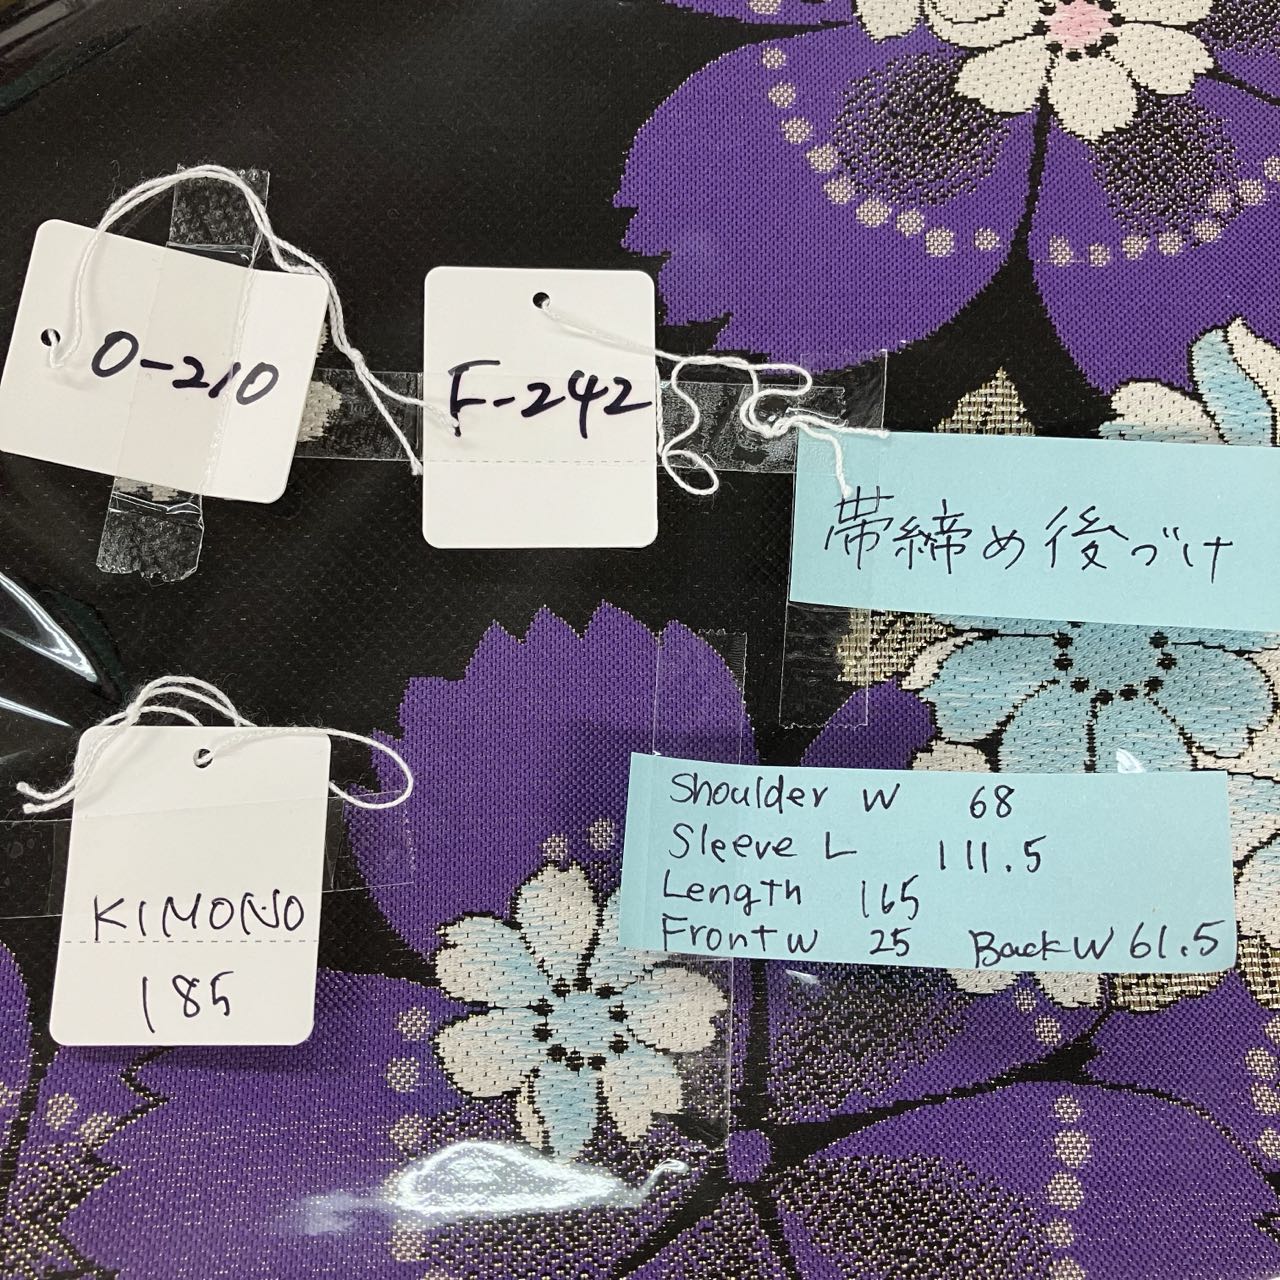 O-210
F-242
帯締め後づけ
KIMONO
185
Shoulder W 68
Sleeve L 111.5
Length 165
Front W 25 Back W 61.5